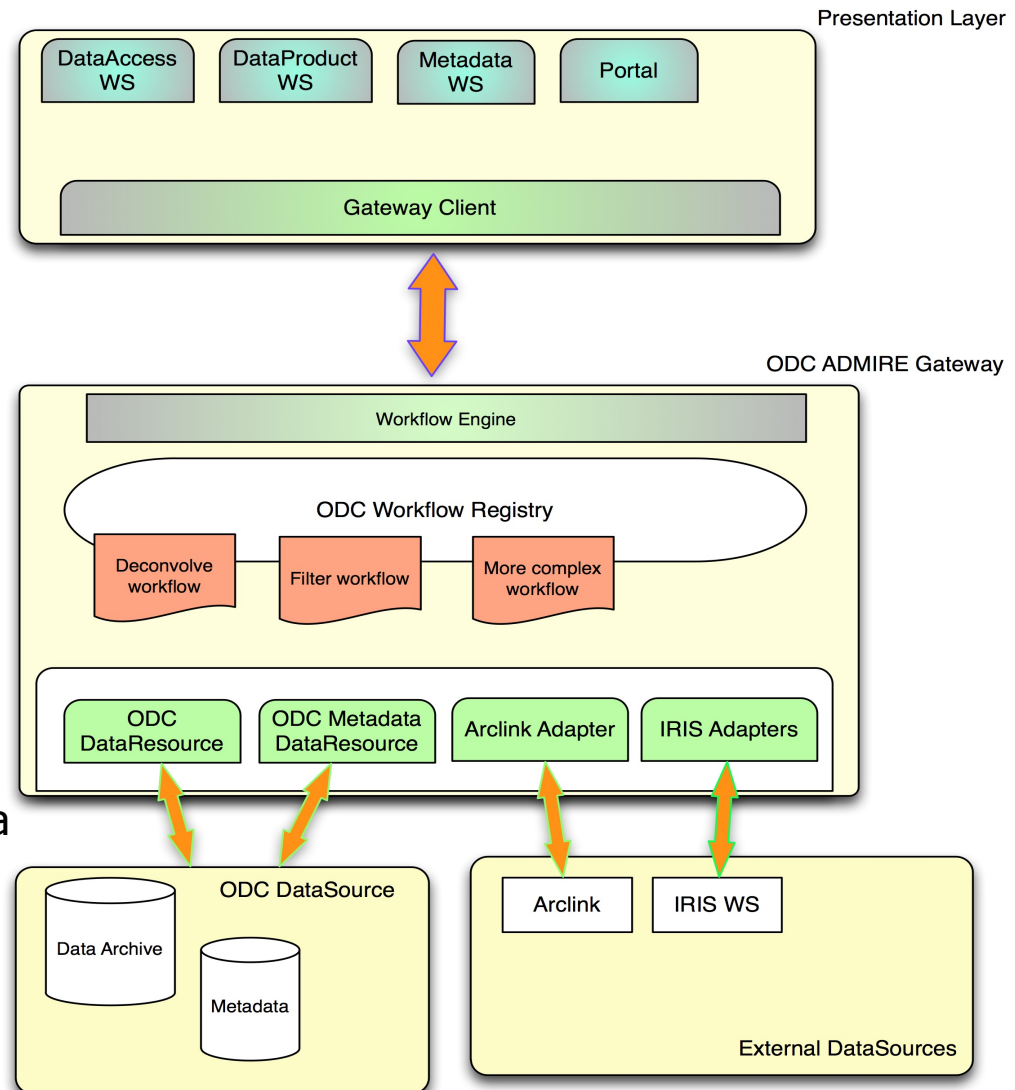 Presentation Layer
DataAccess
WS
DataProduct
WS
Metadata
WS
Portal
Gateway Client
ODC ADMIRE Gateway
Workflow Engine
ODC Workflow Registry
Deconvolve
workflow
Filter workflow
More complex
workflow
ODC
DataResource
ODC Metadata
DataResource
Arclink Adapter
IRIS Adapters
a
ODC DataSource
Data Archive
Metadata
Arclink
IRIS WS
External DataSources